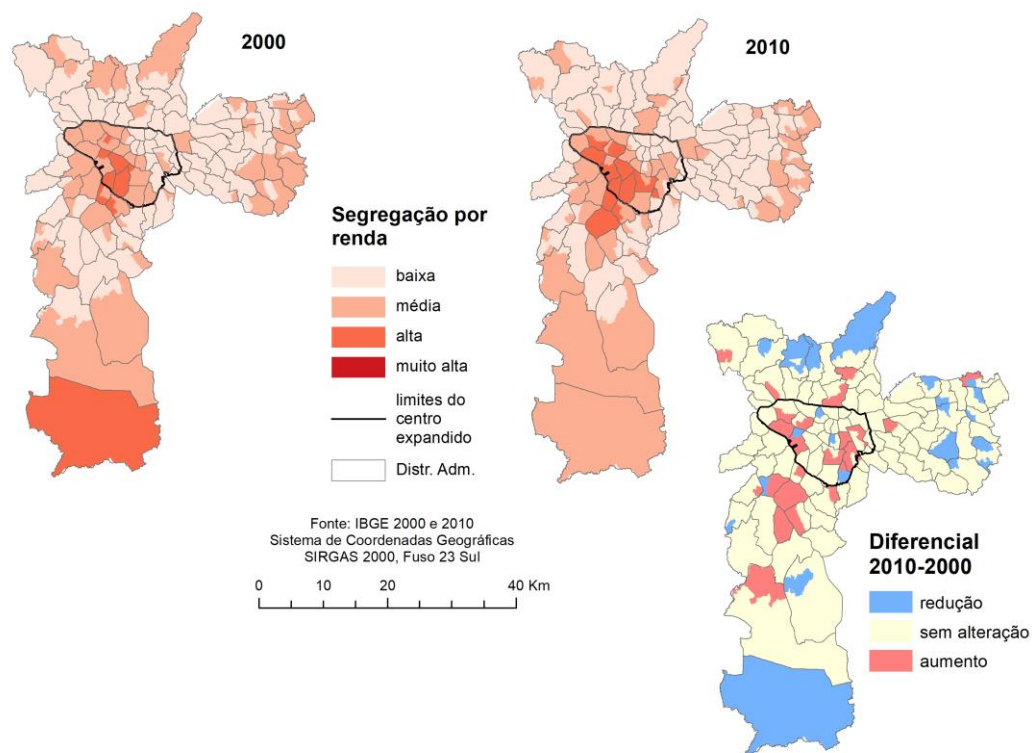 2000
2010
Segregação por
renda
baixa
média
alta
muito alta
limites do
centro
expandido
Distr. Adm.
Fonte: IBGE 2000 e 2010
Sistema de Coordenadas Geográficas
SIRGAS 2000, Fuso 23 Sul
0 10 20 40 Km
Diferencial
2010-2000
redução
sem alteração
aumento